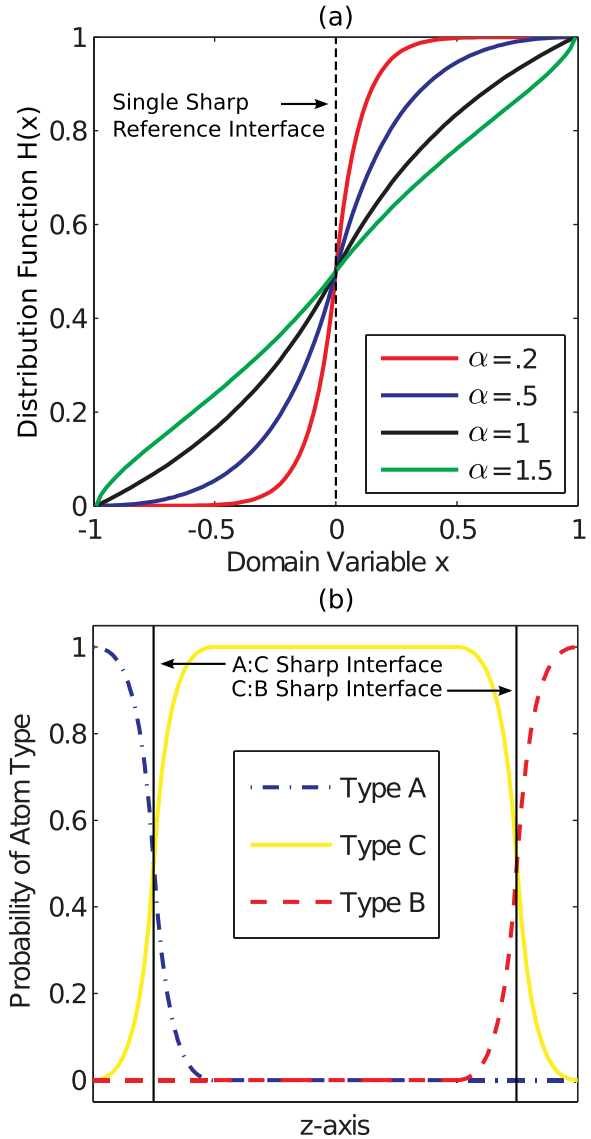 (a)
Distribution Function H(x)
1
0.8
0.6
0.4
0.2
0
Single Sharp
Reference Interface
α=.2
α=.5
α=1
α=1.5
-1
-0.5
0
0.5
1
Domain Variable x
(b)
Probability of Atom Type
1
0.8
0.6
0.4
0.2
0
A:C Sharp Interface
C:B Sharp Interface
Type A
Type C
Type B
z-axis